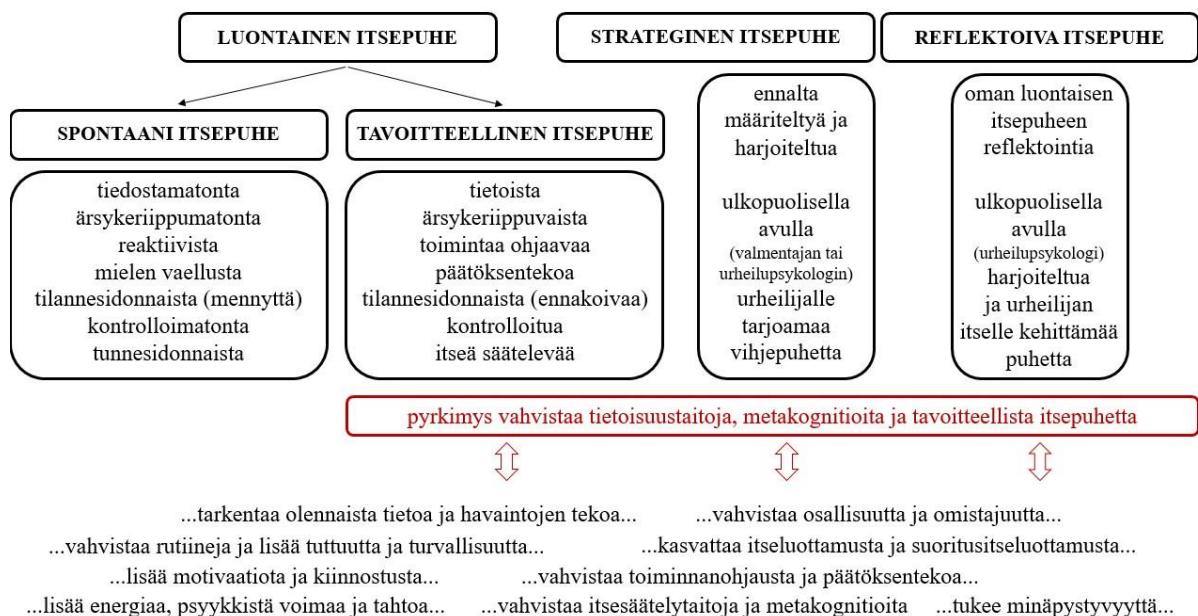 LUONTAINEN ITSEPUHE
STRATEGINEN ITSEPUHE
REFLEKTOIVA ITSEPUHE
SPONTAANI ITSEPUHE
tiedostamatonta
ärsykeriippumatonta
reaktiivista
mielen vaellusta
tilannesidonnaista (mennyttä)
kontrolloimatonta
tunnesidonnaista
TAVOITTEELLINEN ITSEPUHE
tietoista
ärsykeriippuvaista
toimintaa ohjaavaa
päätöksentekoa
tilannesidonnaista (ennakoivaa)
kontrolloitua
itseä säätelevää
ennalta
määriteltyä ja
harjoiteltua
ulkopuolisella
avulla
(valmentajan tai
urheilupsykologin)
urheilijalle
tarjoamaa
vihjepuhetta
oman luontaisen
itsepuheen
reflektointia
ulkopuolisella
avulla
(urheilupsykologi)
harjoiteltua
ja urheilijan
itselle kehittämää
puhetta
pyrkimys vahvistaa tietoisuustaitoja, metakognitioita ja tavoitteellista itsepuhetta
...tarkentaa olennaista tietoa ja havaintojen tekoa...
...vahvistaa osallisuutta ja omistajuutta...
...vahvistaa rutiineja ja lisää tuttuutta ja turvallisuutta...
...kasvattaa itseluottamusta ja suoritusitseluottamusta...
...lisää motivaatiota ja kiinnostusta...
...vahvistaa toiminnanohjausta ja päätöksentekoa...
...lisää energiaa, psyykkistä voimaa ja tahtoa...
...vahvistaa itsesäätelytaitoja ja metakognitioita
...tukee minäpystyvyyttä...